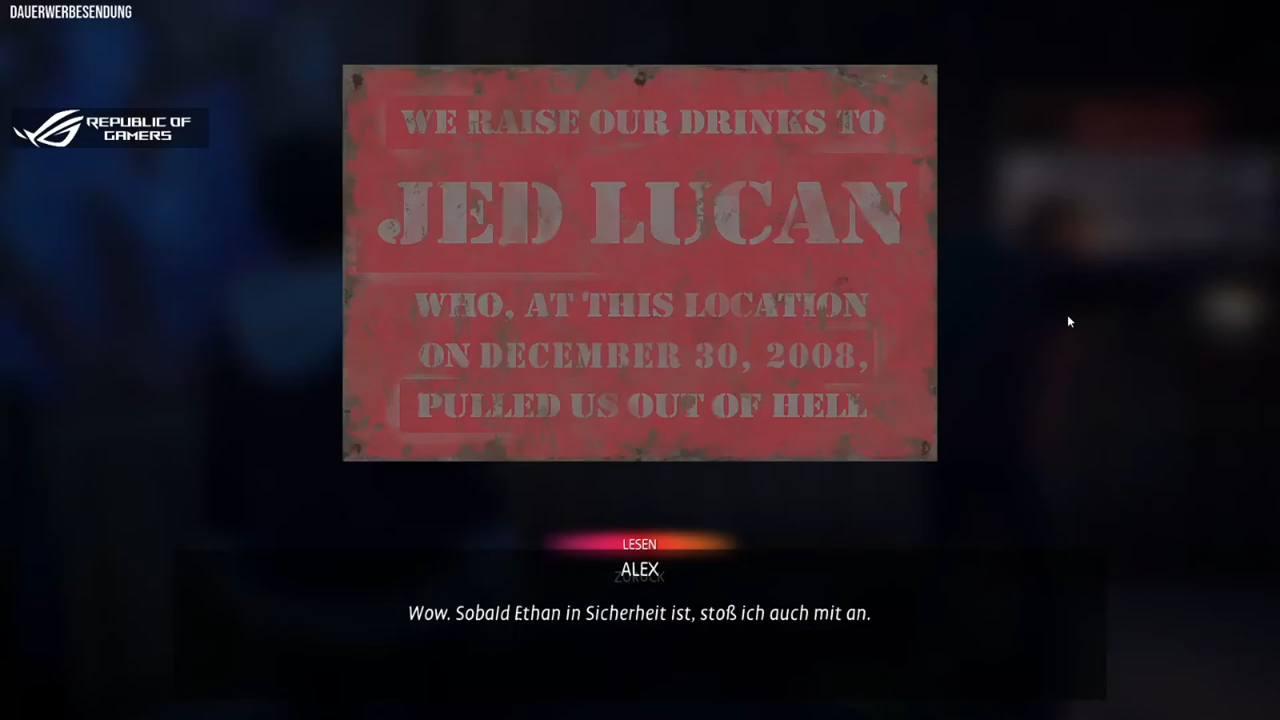 DAUERWERBESENDUNG
REPUBLIC OF
GAMERS
WE RAISE OUR DRINKS TO
JED LUCAN
WHO, AT THIS LOCATION
ON DECEMBER 30, 2008,
PULLED US OUT OF HELL
LESEN
ALEX
ZURÜCK
Wow. Sobald Ethan in Sicherheit ist, stoß ich auch mit an.